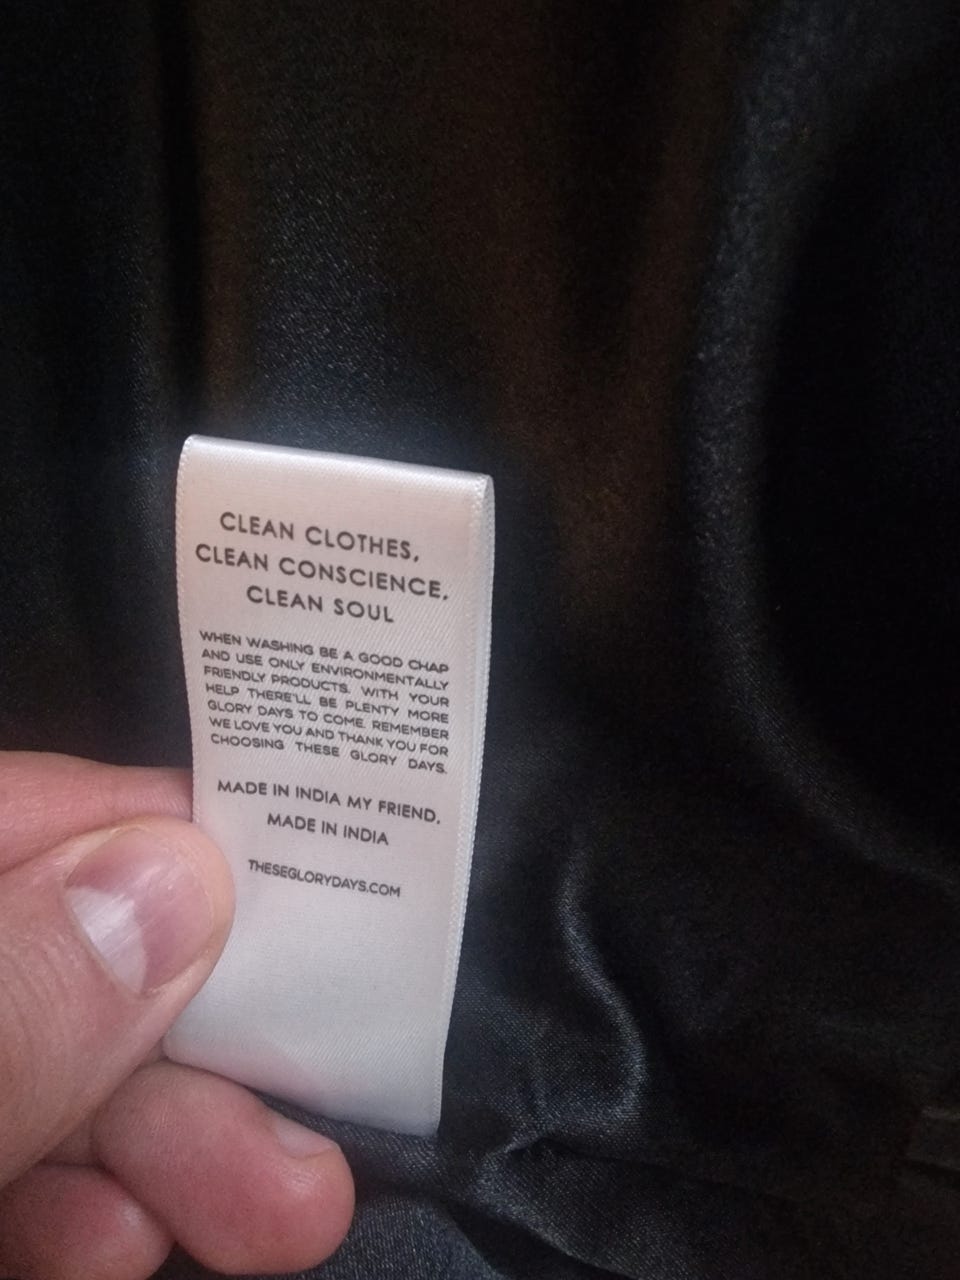 CLEAN CLOTHES,
CLEAN CONSCIENCE,
CLEAN SOUL
WHEN WASHING BE A GOOD CHAP
AND USE ONLY ENVIRONMENTALLY
FRIENDLY PRODUCTS. WITH YOUR
HELP THERE'LL BE PLENTY MORE
GLORY DAYS TO COME. REMEMBER
WE LOVE YOU AND THANK YOU FOR
CHOOSING THESE GLORY DAYS.
MADE IN INDIA MY FRIEND,
MADE IN INDIA
THESEGLORYDAYS.COM